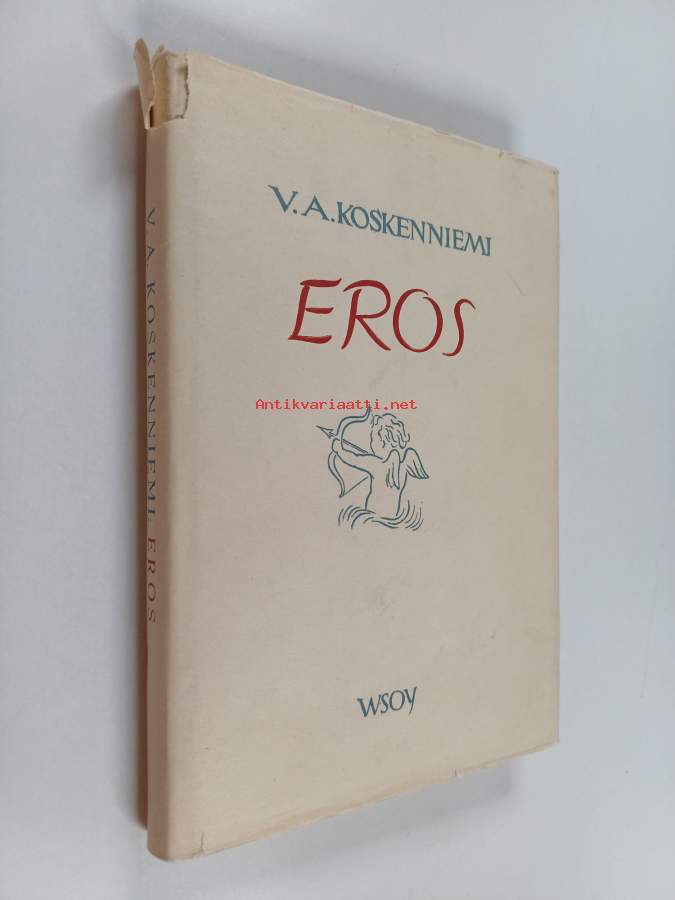 V. A. KOSKENNIEMI. EROS
V. A. KOSKENNIEMI
EROS
Antikvariaatti.net
WSOY